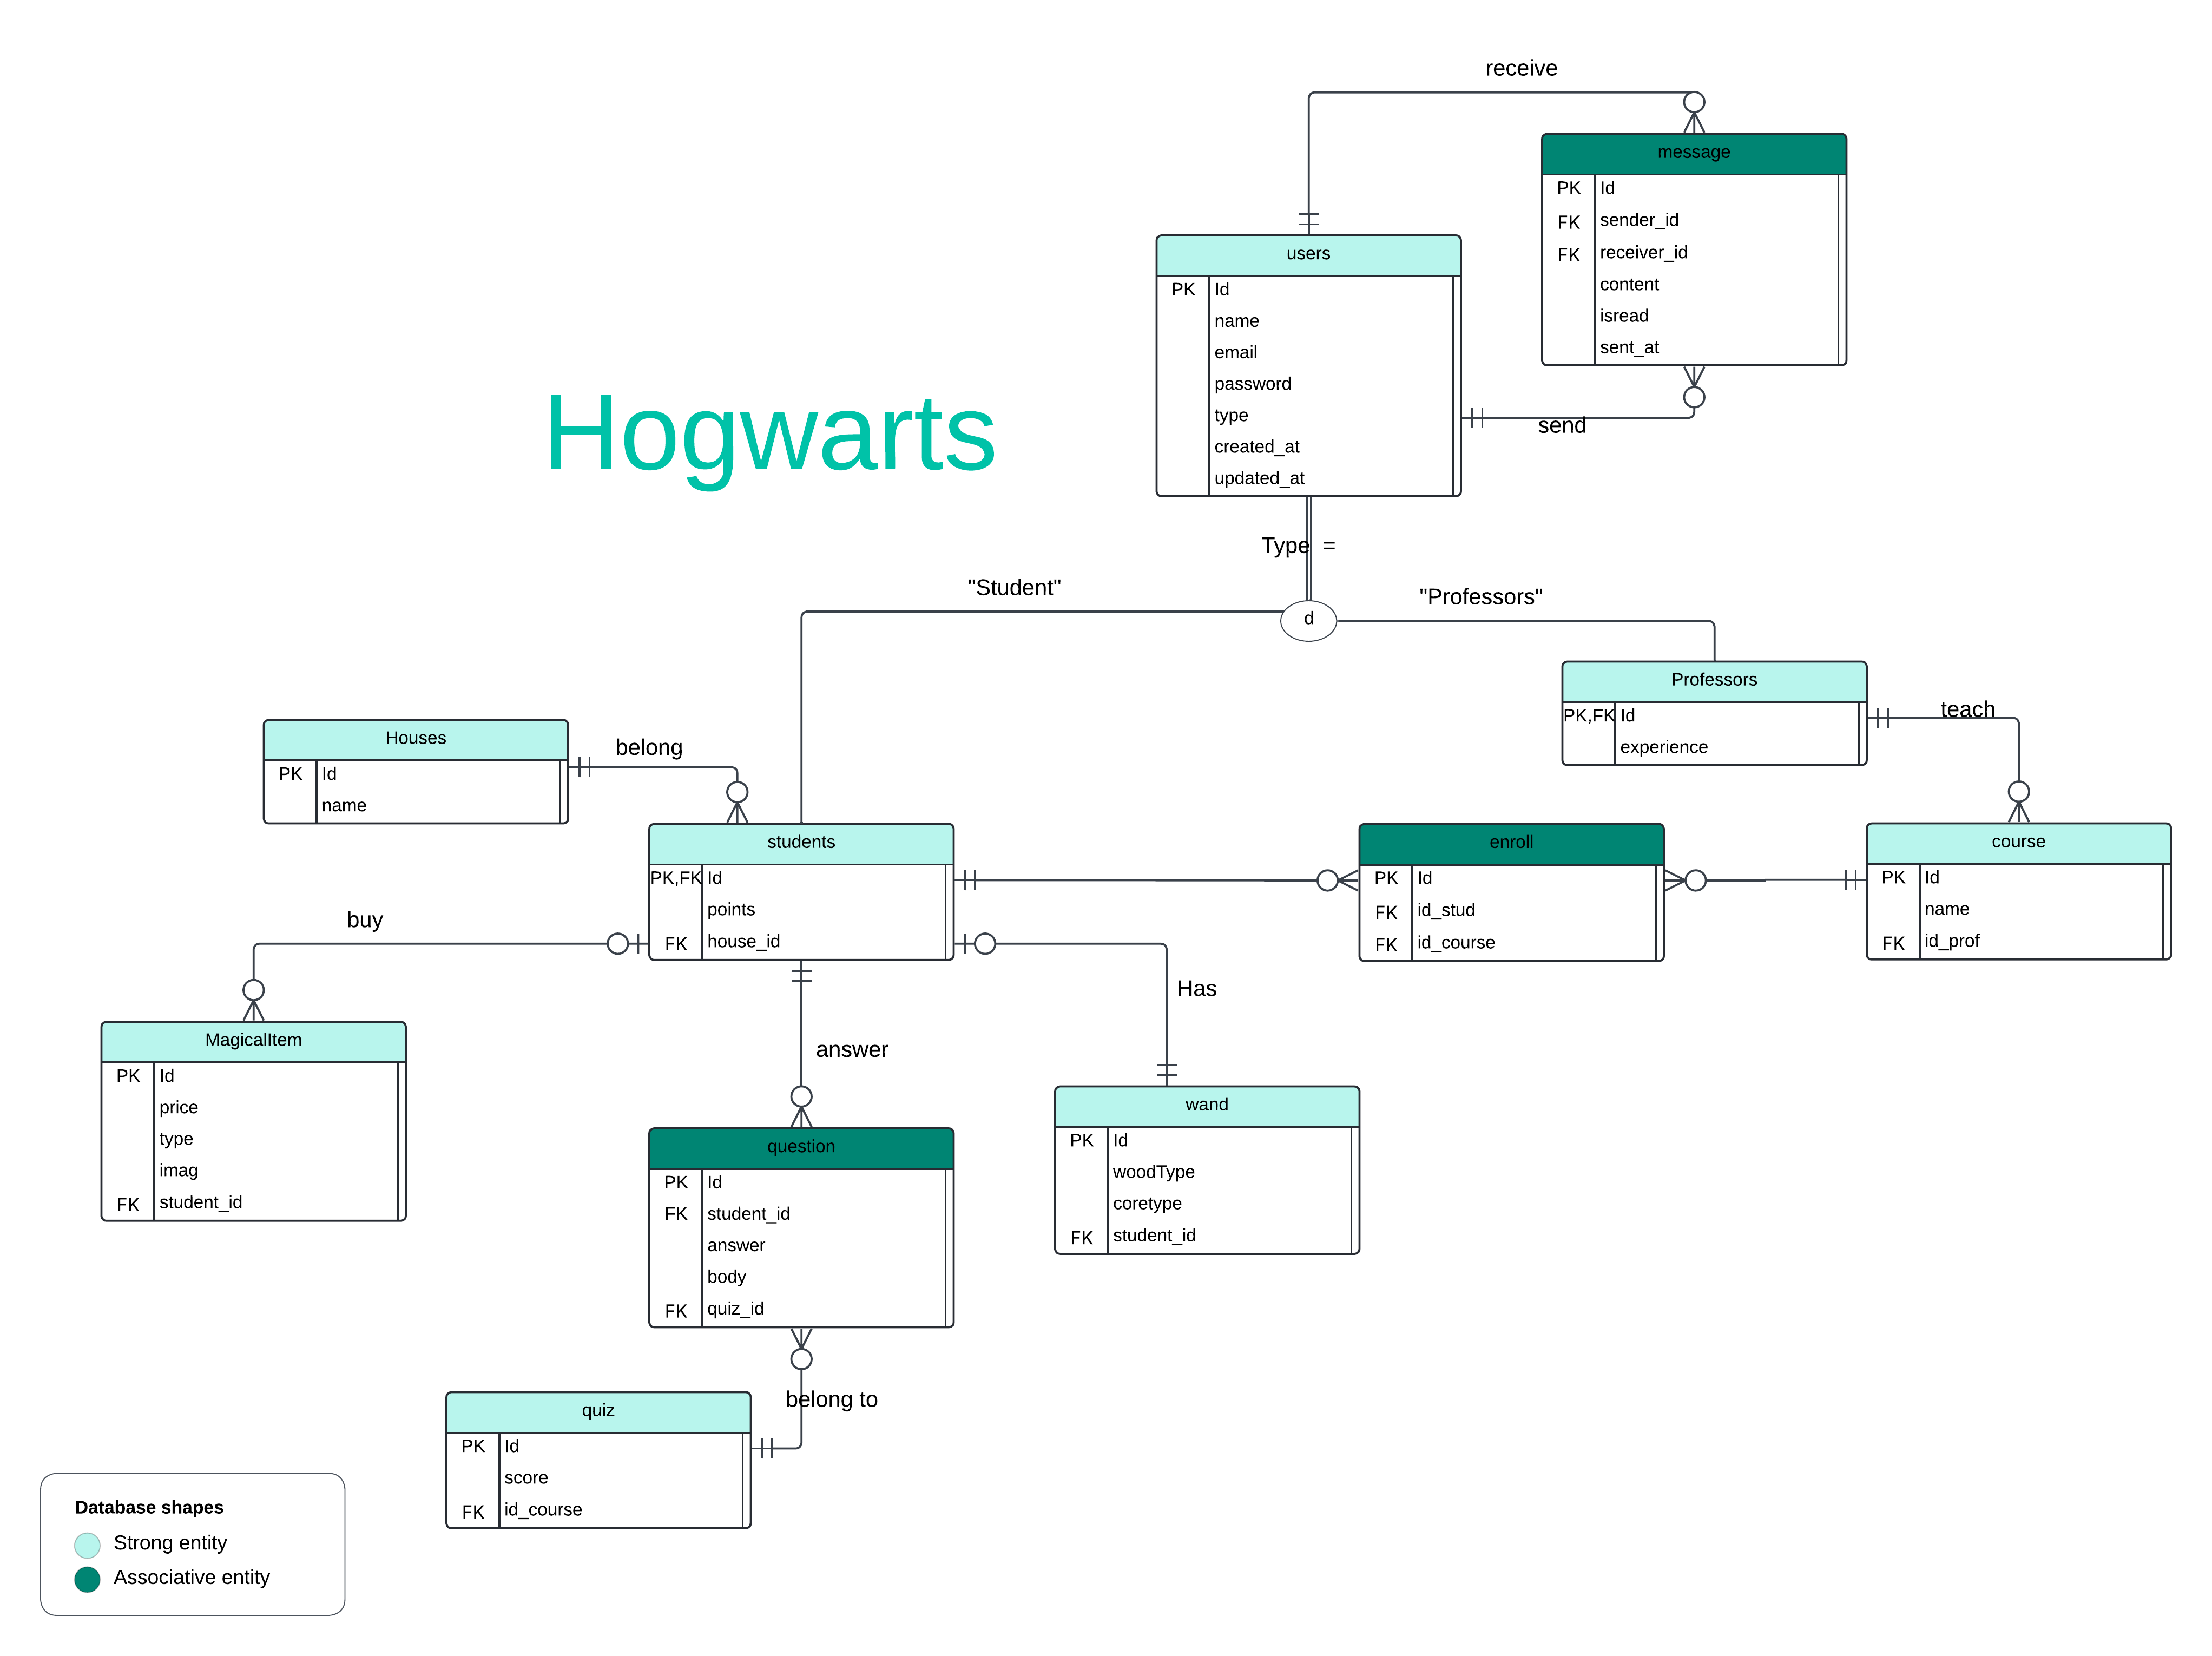 receive
message
PK Id
FK sender_id
FK receiver_id
content
isread
sent_at
users
PK Id
name
email
password
type
created_at
updated_at
send
Hogwarts
Type =
"Student"
"Professors"
d
Professors
PK,FK Id
experience
teach
Houses
PK Id
name
belong
students
PK,FK Id
points
FK house_id
enroll
PK Id
FK id_stud
FK id_course
course
PK Id
name
FK id_prof
buy
Has
answer
MagicalItem
PK Id
price
type
imag
FK student_id
wand
PK Id
woodType
coretype
FK student_id
question
PK Id
FK student_id
answer
body
FK quiz_id
belong to
quiz
PK Id
score
FK id_course
Database shapes
Strong entity
Associative entity